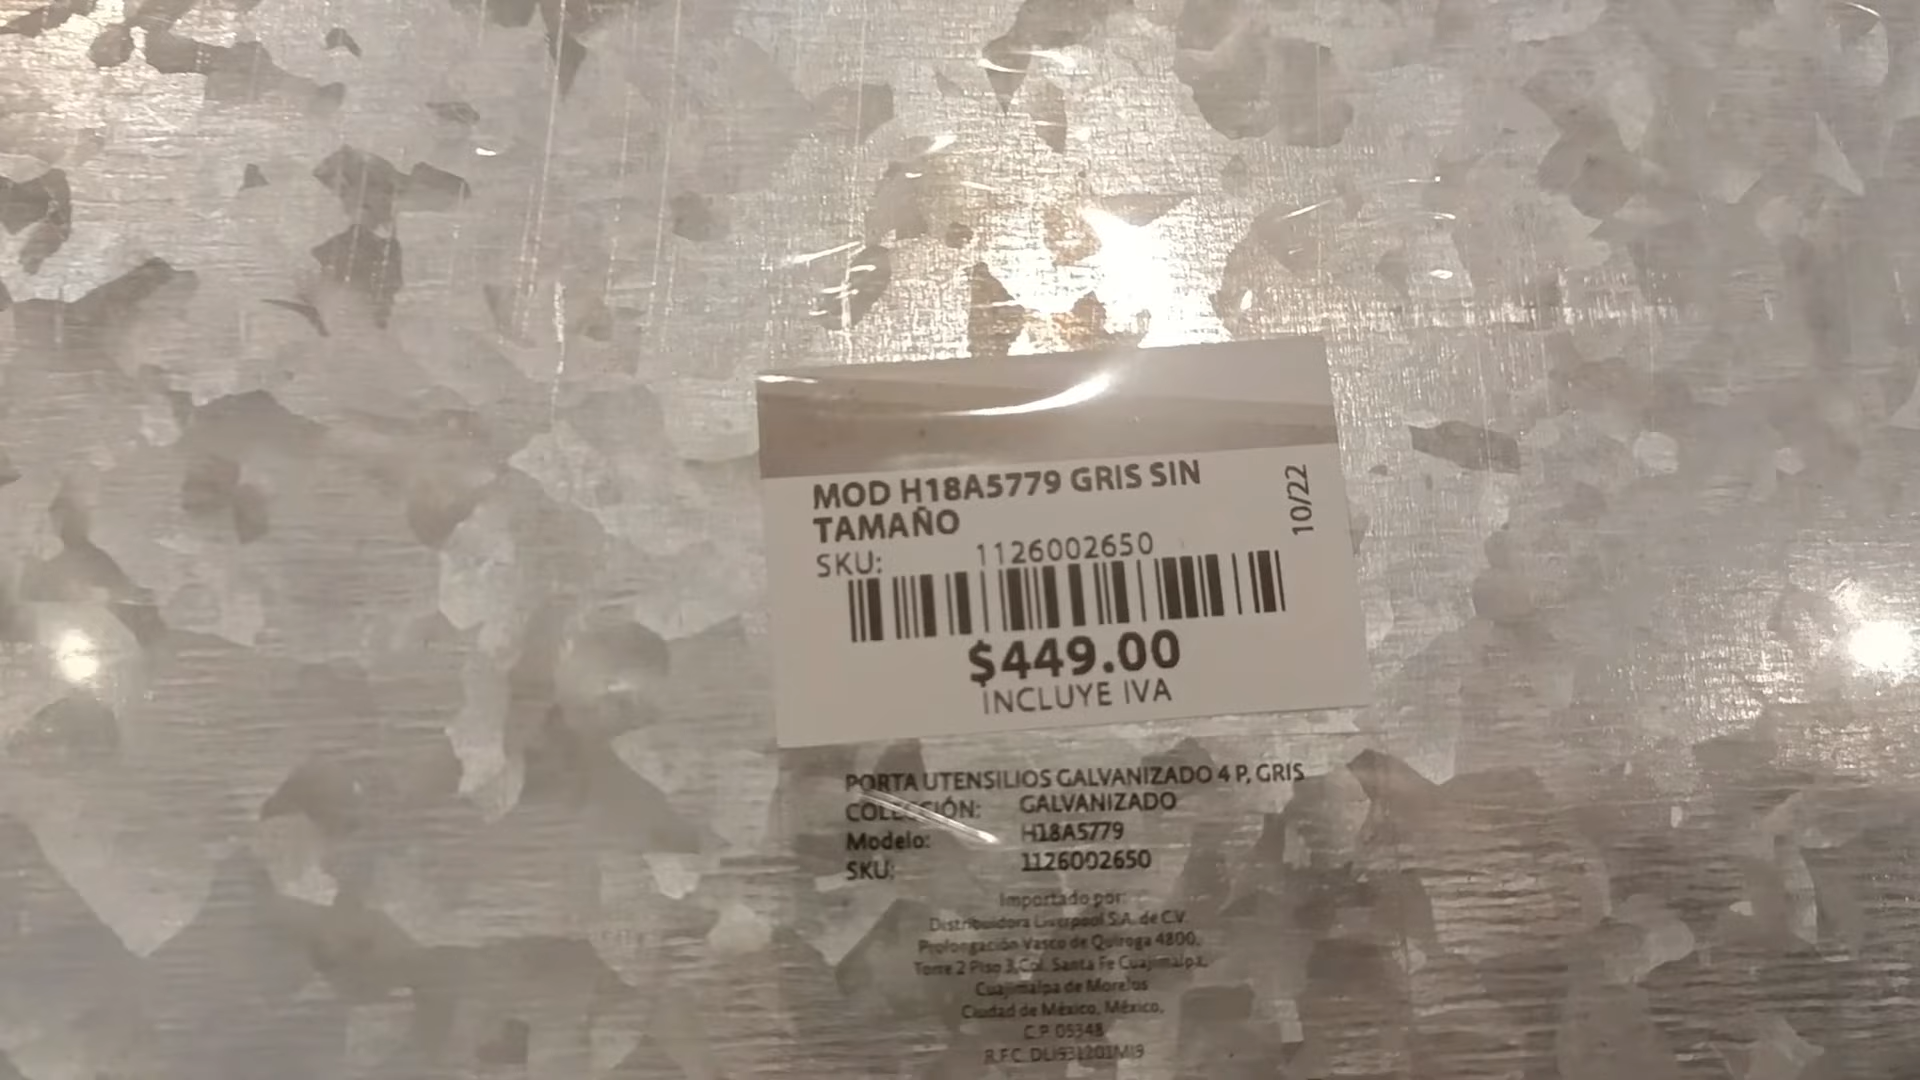 MOD H18A5779 GRIS SIN
TAMAÑO
10/22
SKU: 1126002650
$449.00
INCLUYE IVA
PORTA UTENSILIOS GALVANIZADO 4 P, GRIS
COLECCIÓN: GALVANIZADO
Modelo: H18A5779
SKU: 1126002650
Importado por:
Distribuidora Liverpool S.A. de C.V.
Prolongación Vasco de Quiroga 4800,
Torre 2 Piso 3, Col. Santa Fe Cuajimalpa,
Cuajimalpa de Morelos
Ciudad de México, México,
C.P. 05348
R.F.C. DLI931201MI9